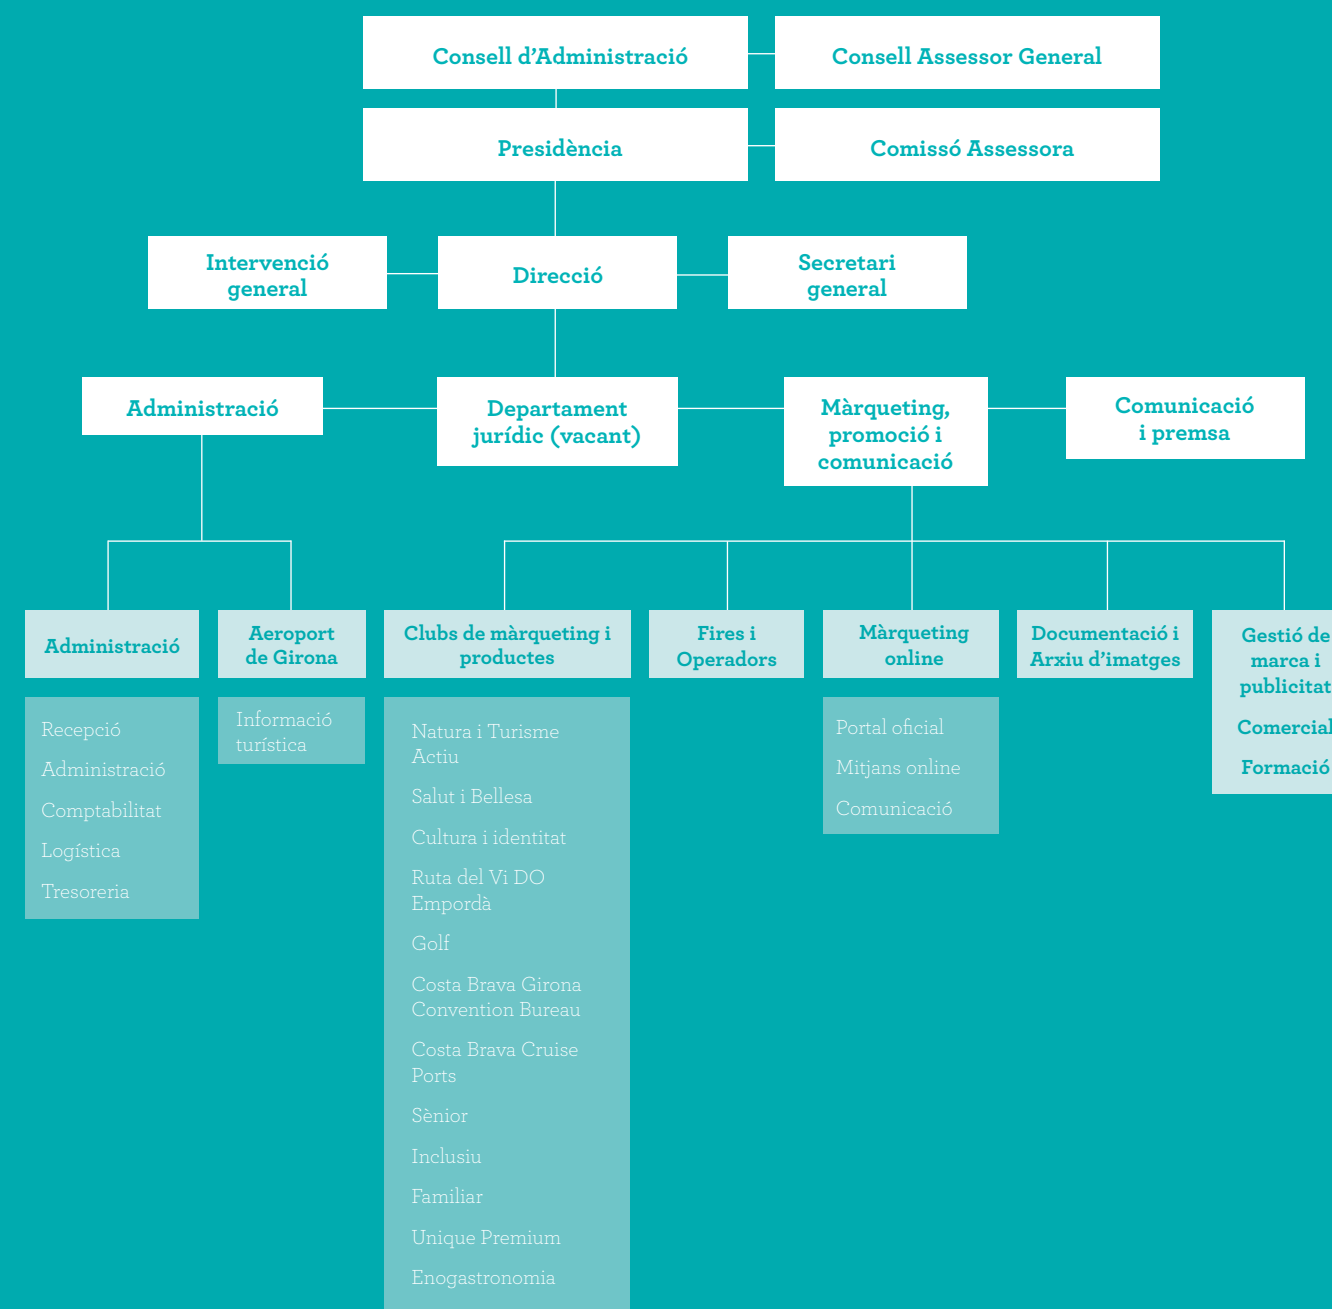 Consell d’Administració
Consell Assessor General
Presidència
Comissó Assessora
Intervenció
general
Direcció
Secretari
general
Administració
Departament
jurídic (vacant)
Màrqueting,
promoció i
comunicació
Comunicació
i premsa
Administració
Recepció
Administració
Comptabilitat
Logística
Tresoreria
Aeroport
de Girona
Informació
turística
Clubs de màrqueting i
productes
Natura i Turisme
Actiu
Salut i Bellesa
Cultura i identitat
Ruta del Vi DO
Empordà
Golf
Costa Brava Girona
Convention Bureau
Costa Brava Cruise
Ports
Sènior
Inclusiu
Familiar
Unique Premium
Enogastronomia
Fires i
Operadors
Màrqueting
online
Portal oficial
Mitjans online
Comunicació
Documentació i
Arxiu d’imatges
Gestió de
marca i
publicitat
Comercial
Formació